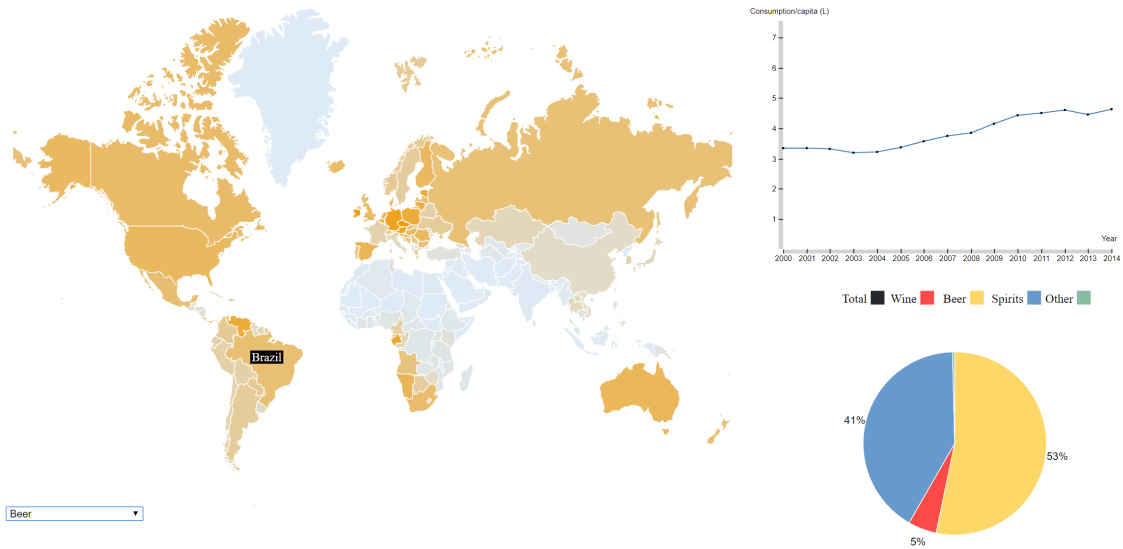 Consumption/capita (L)
7
6
5
4
3
2
1
Year
2000 2001 2002 2003 2004 2005 2006 2007 2008 2009 2010 2011 2012 2013 2014
Total Wine Beer Spirits Other
Brazil
41%
53%
5%
Beer